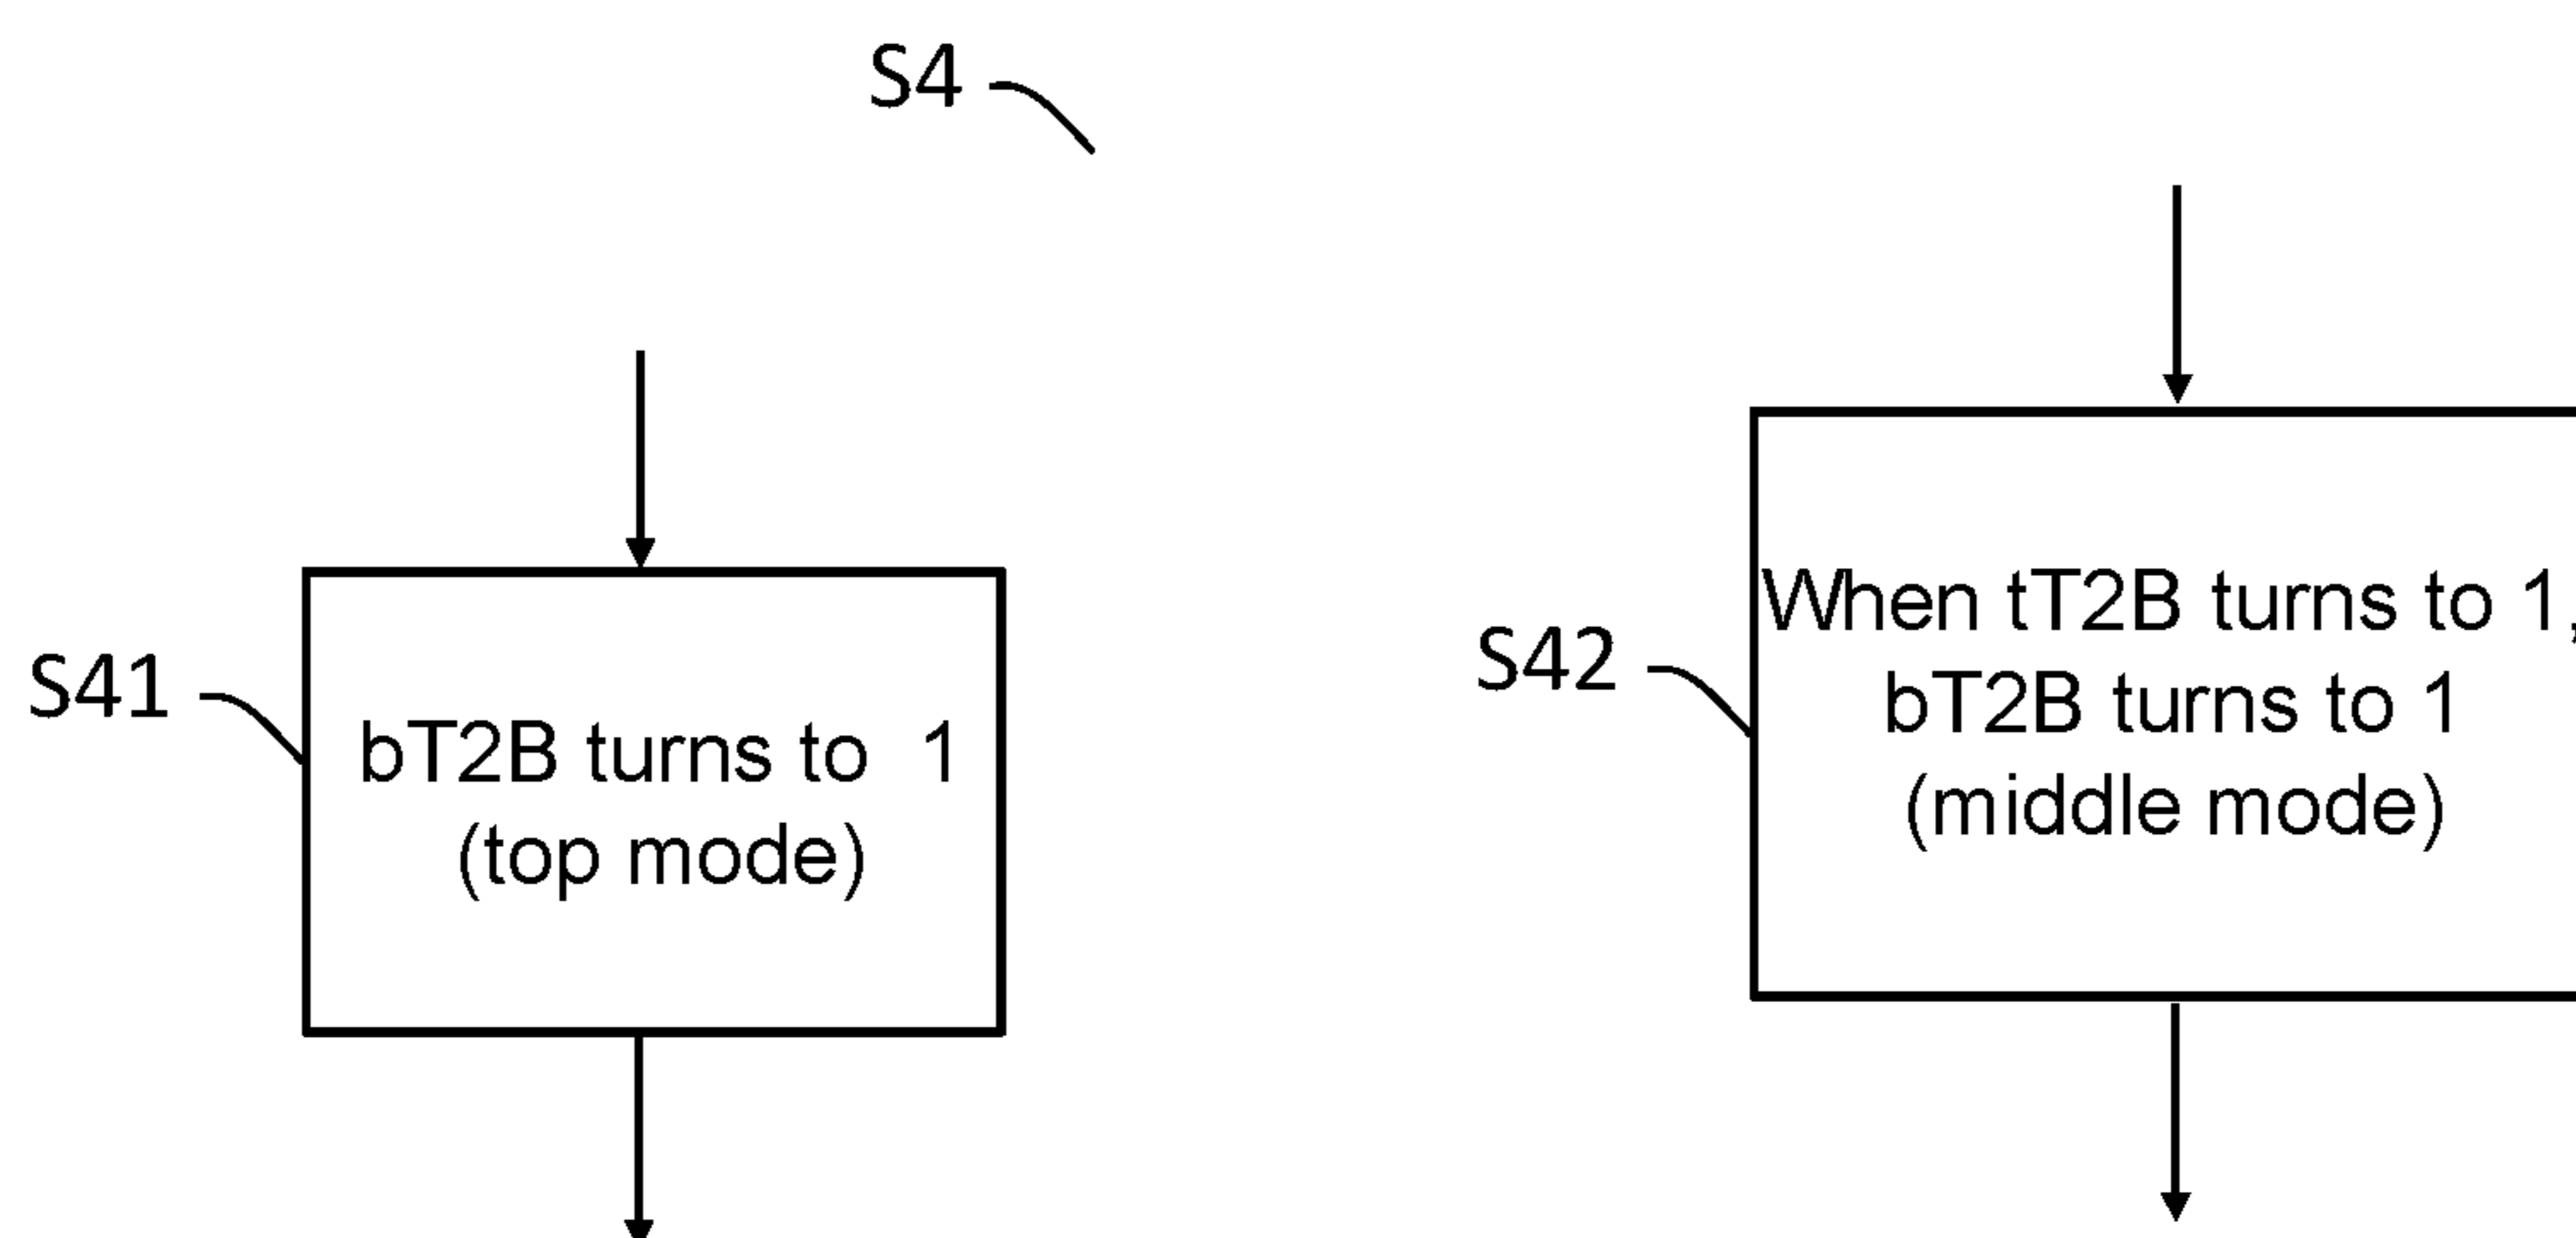 S4
S41
bT2B turns to 1
(top mode)
S42
When tT2B turns to 1,
bT2B turns to 1
(middle mode)